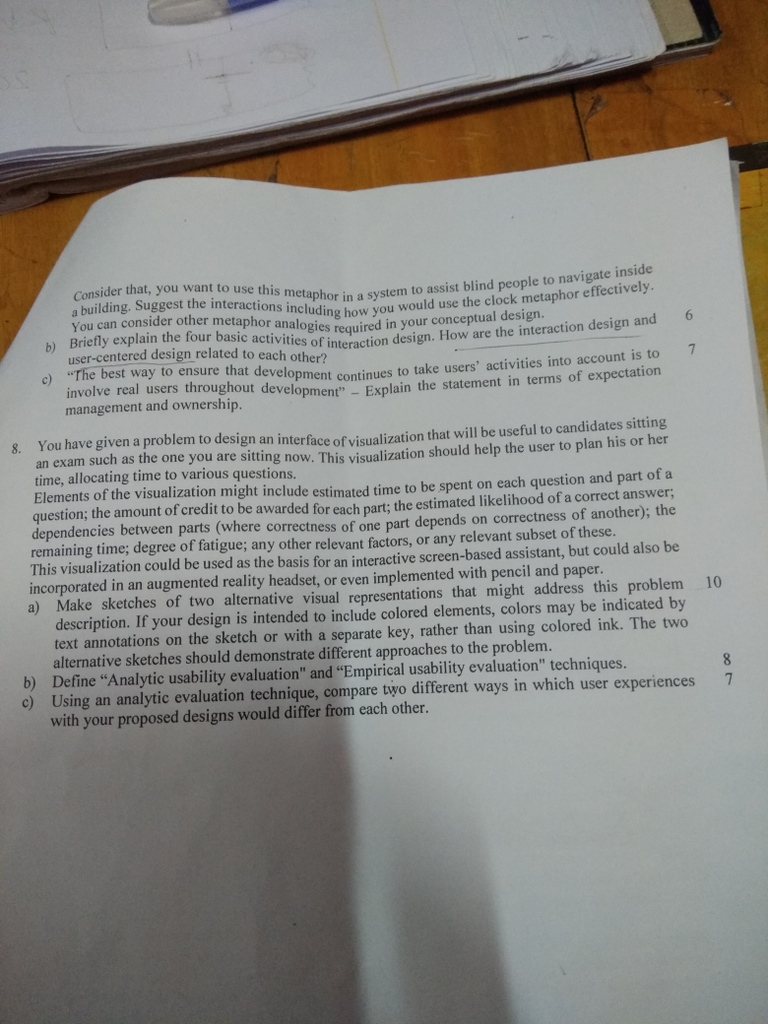 Consider that, you want to use this metaphor in a system to assist blind people to navigate inside
a building. Suggest the interactions including how you would use the clock metaphor effectively.
You can consider other metaphor analogies required in your conceptual design.
b) Briefly explain the four basic activities of interaction design. How are the interaction design and 6
user-centered design related to each other?
c) “The best way to ensure that development continues to take users’ activities into account is to 7
involve real users throughout development” – Explain the statement in terms of expectation
management and ownership.
8. You have given a problem to design an interface of visualization that will be useful to candidates sitting
an exam such as the one you are sitting now. This visualization should help the user to plan his or her
time, allocating time to various questions.
Elements of the visualization might include estimated time to be spent on each question and part of a
question; the amount of credit to be awarded for each part; the estimated likelihood of a correct answer;
dependencies between parts (where correctness of one part depends on correctness of another); the
remaining time; degree of fatigue; any other relevant factors, or any relevant subset of these.
This visualization could be used as the basis for an interactive screen-based assistant, but could also be
incorporated in an augmented reality headset, or even implemented with pencil and paper.
a) Make sketches of two alternative visual representations that might address this problem 10
description. If your design is intended to include colored elements, colors may be indicated by
text annotations on the sketch or with a separate key, rather than using colored ink. The two
alternative sketches should demonstrate different approaches to the problem.
b) Define “Analytic usability evaluation" and “Empirical usability evaluation" techniques. 8
c) Using an analytic evaluation technique, compare two different ways in which user experiences 7
with your proposed designs would differ from each other.